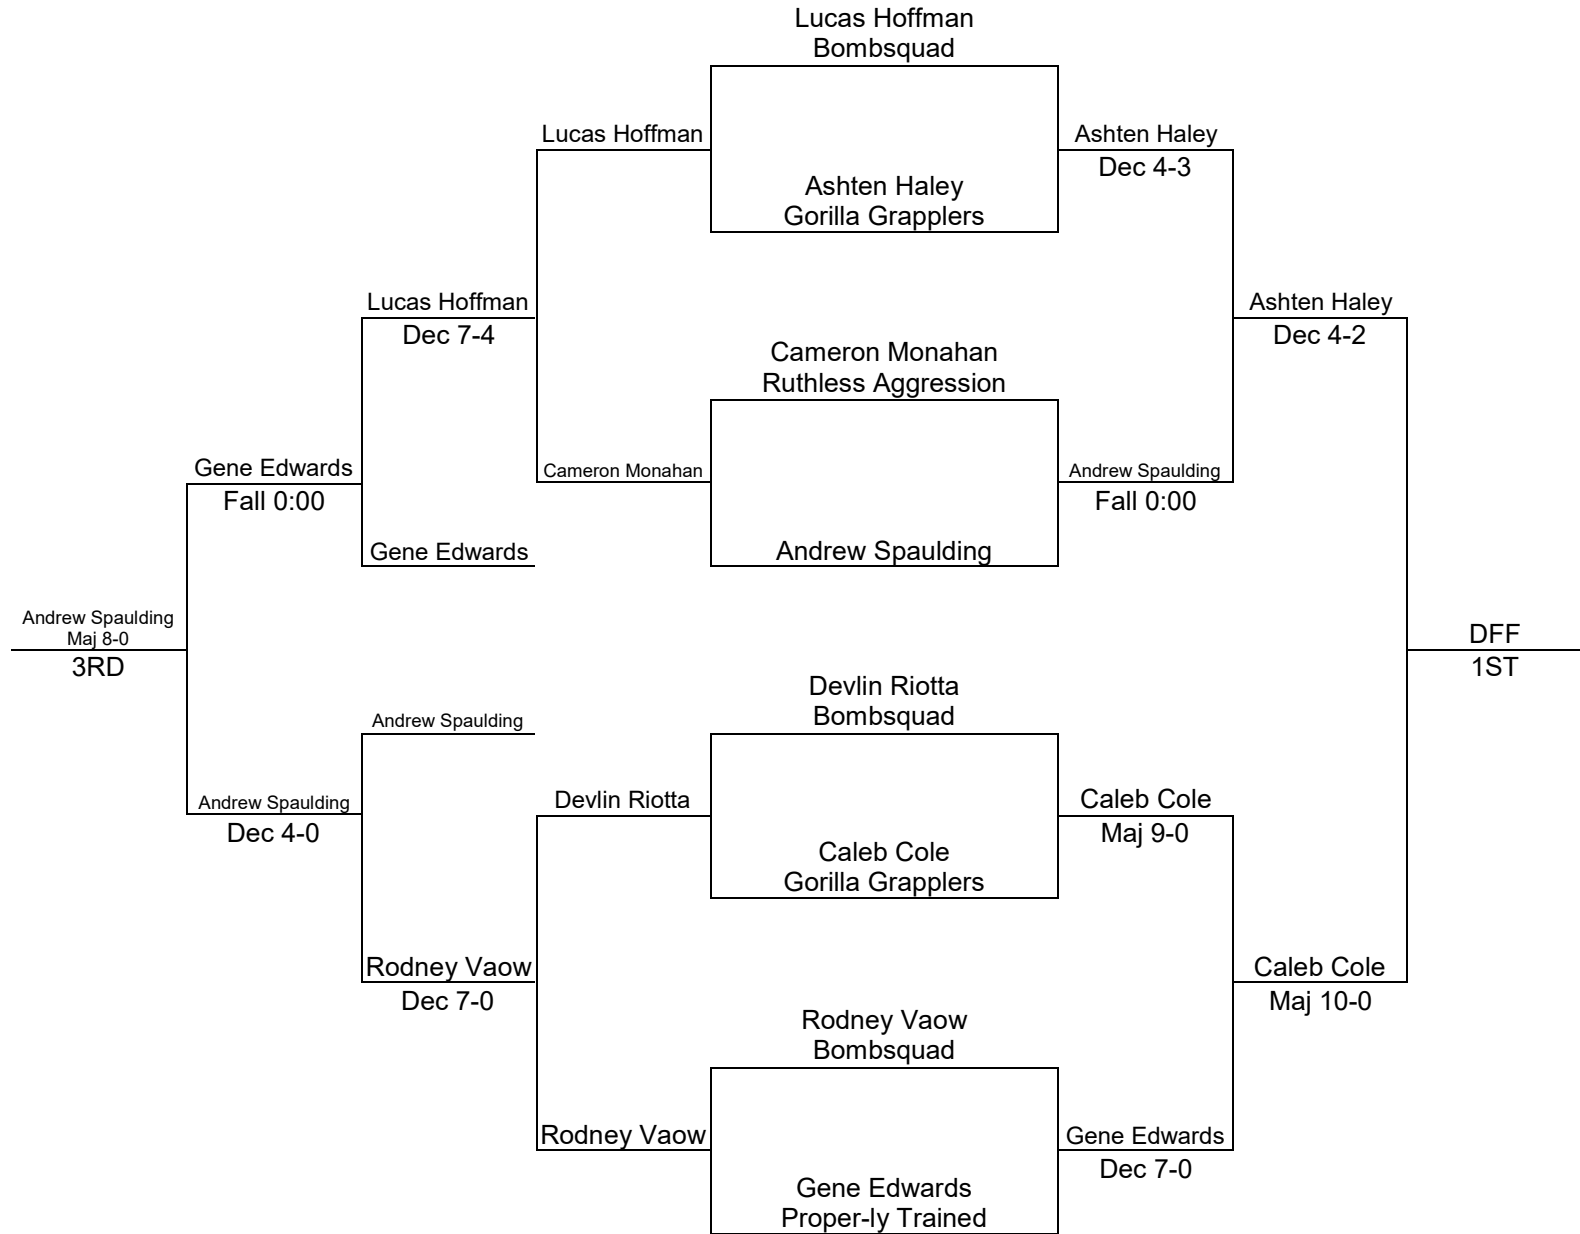 Lucas Hoffman
Bombsquad
Lucas Hoffman
Ashten Haley
Dec 4-3
Ashten Haley
Gorilla Grapplers
Lucas Hoffman
Dec 7-4
Ashten Haley
Dec 4-2
Cameron Monahan
Ruthless Aggression
Gene Edwards
Fall 0:00
Cameron Monahan
Andrew Spaulding
Fall 0:00
Gene Edwards
Andrew Spaulding
Andrew Spaulding
Maj 8-0
3RD
DFF
1ST
Devlin Riotta
Bombsquad
Andrew Spaulding
Andrew Spaulding
Dec 4-0
Devlin Riotta
Caleb Cole
Maj 9-0
Caleb Cole
Gorilla Grapplers
Rodney Vaow
Dec 7-0
Caleb Cole
Maj 10-0
Rodney Vaow
Bombsquad
Rodney Vaow
Gene Edwards
Dec 7-0
Gene Edwards
Proper-ly Trained